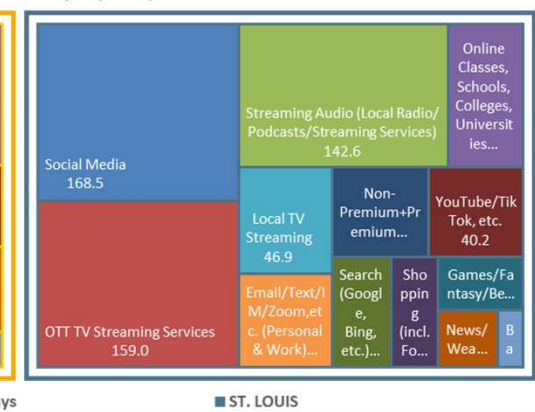 Social Media
168.5
OTT TV Streaming Services
159.0
Streaming Audio (Local Radio/
Podcasts/Streaming Services)
142.6
Online
Classes,
Schools,
Colleges,
Universit
ies...
Local TV
Streaming
46.9
Non-
Premium+Pr
emium...
YouTube/Tik
Tok, etc.
40.2
Email/Text/I
M/Zoom,et
c. (Personal
& Work)...
Search
(Googl
e,
Bing,
etc.)...
Sho
ppin
g
(incl.
Fo...
Games/Fa
ntasy/Be...
News/
Wea...
B
a
ays
ST. LOUIS